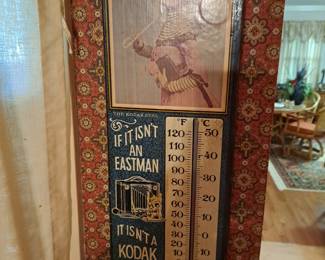 THE KODAK GIRL
IF IT ISN'T
AN
EASTMAN
IT ISN'T A
KODAK
°F °C
120 50
110
100 40
90
80 30
70 20
60
50 10
40
30 0
20
10 10